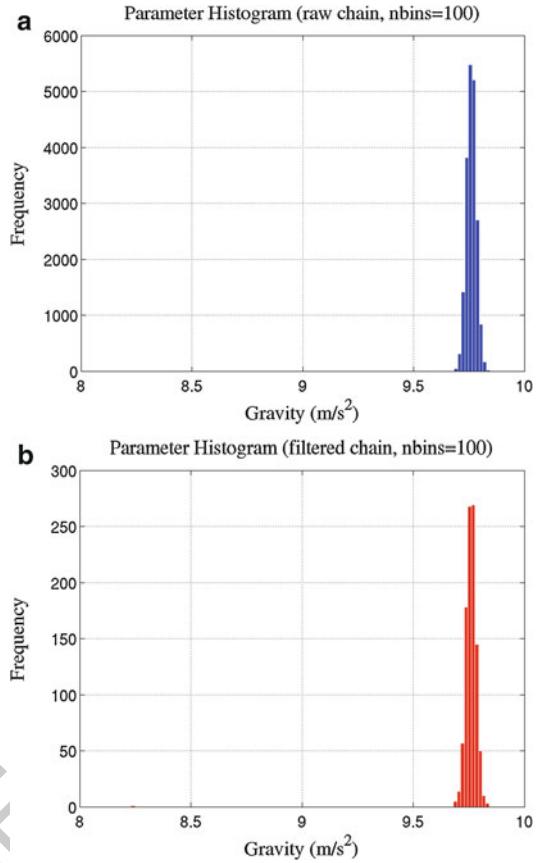 a
Parameter Histogram (raw chain, nbins=100)
6000
5000
4000
3000
2000
1000
0
Frequency
8 8.5 9 9.5 10
Gravity (m/s²)
b
Parameter Histogram (filtered chain, nbins=100)
300
250
200
150
100
50
0
Frequency
8 8.5 9 9.5 10
Gravity (m/s²)